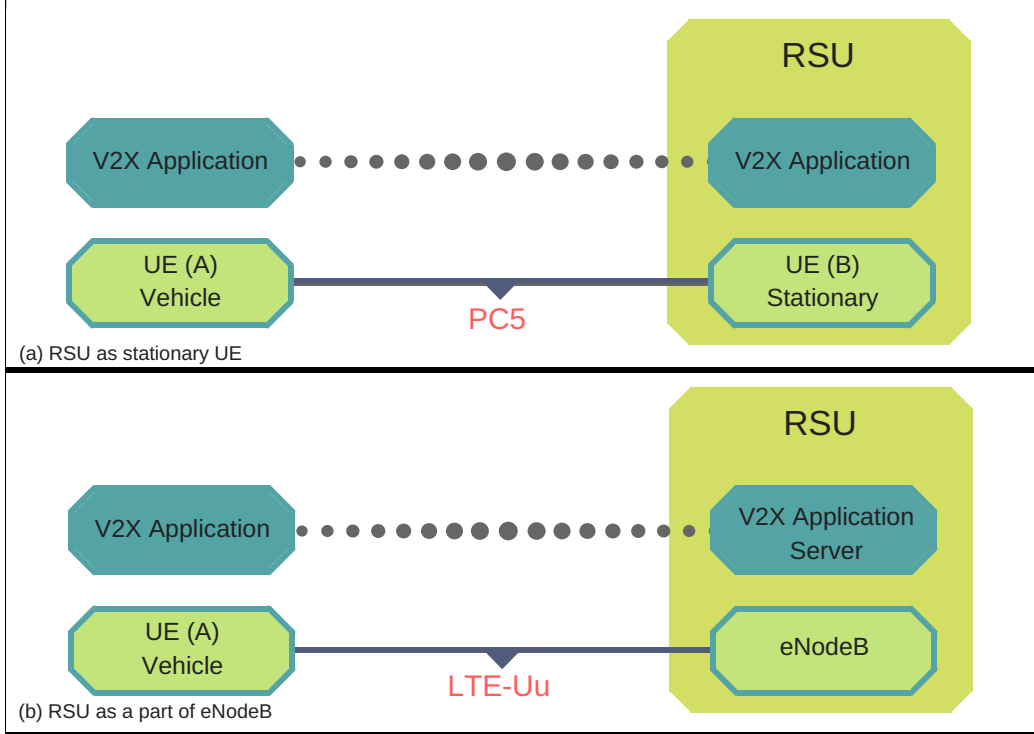 RSU
V2X Application
V2X Application
UE (A)
Vehicle
UE (B)
Stationary
PC5
(a) RSU as stationary UE
RSU
V2X Application
V2X Application
Server
UE (A)
Vehicle
eNodeB
LTE-Uu
(b) RSU as a part of eNodeB